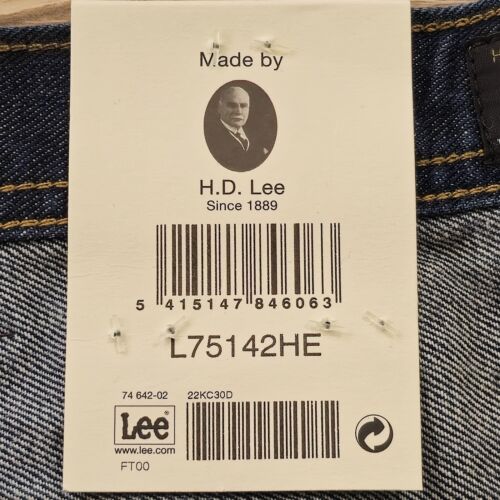 Made by
H.D. Lee
Since 1889
5 415147 846063
L75142HE
74 642-02 22KC30D
Lee
www.lee.com
FT00